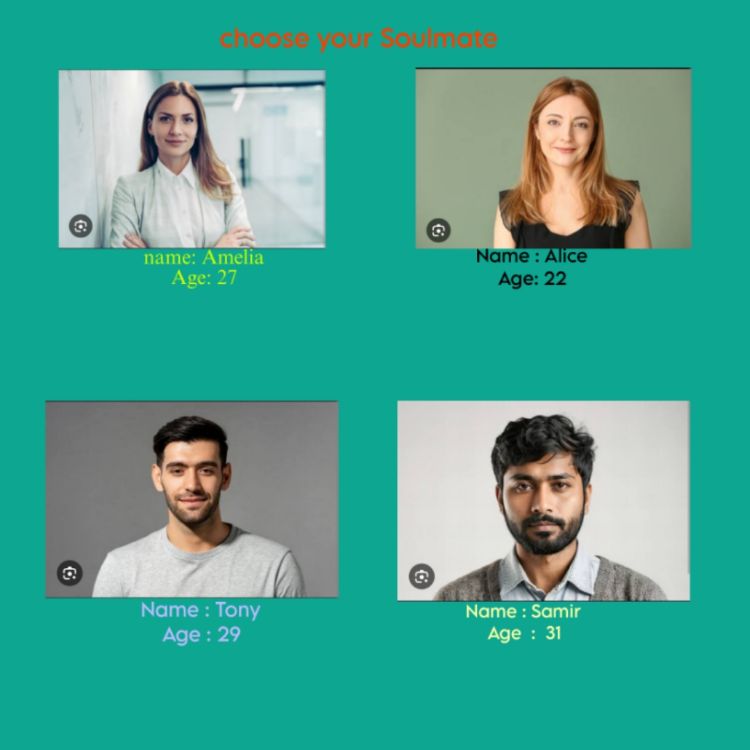 choose your Soulmate
name: Amelia
Age: 27
Name : Alice
Age: 22
Name : Tony
Age : 29
Name : Samir
Age : 31